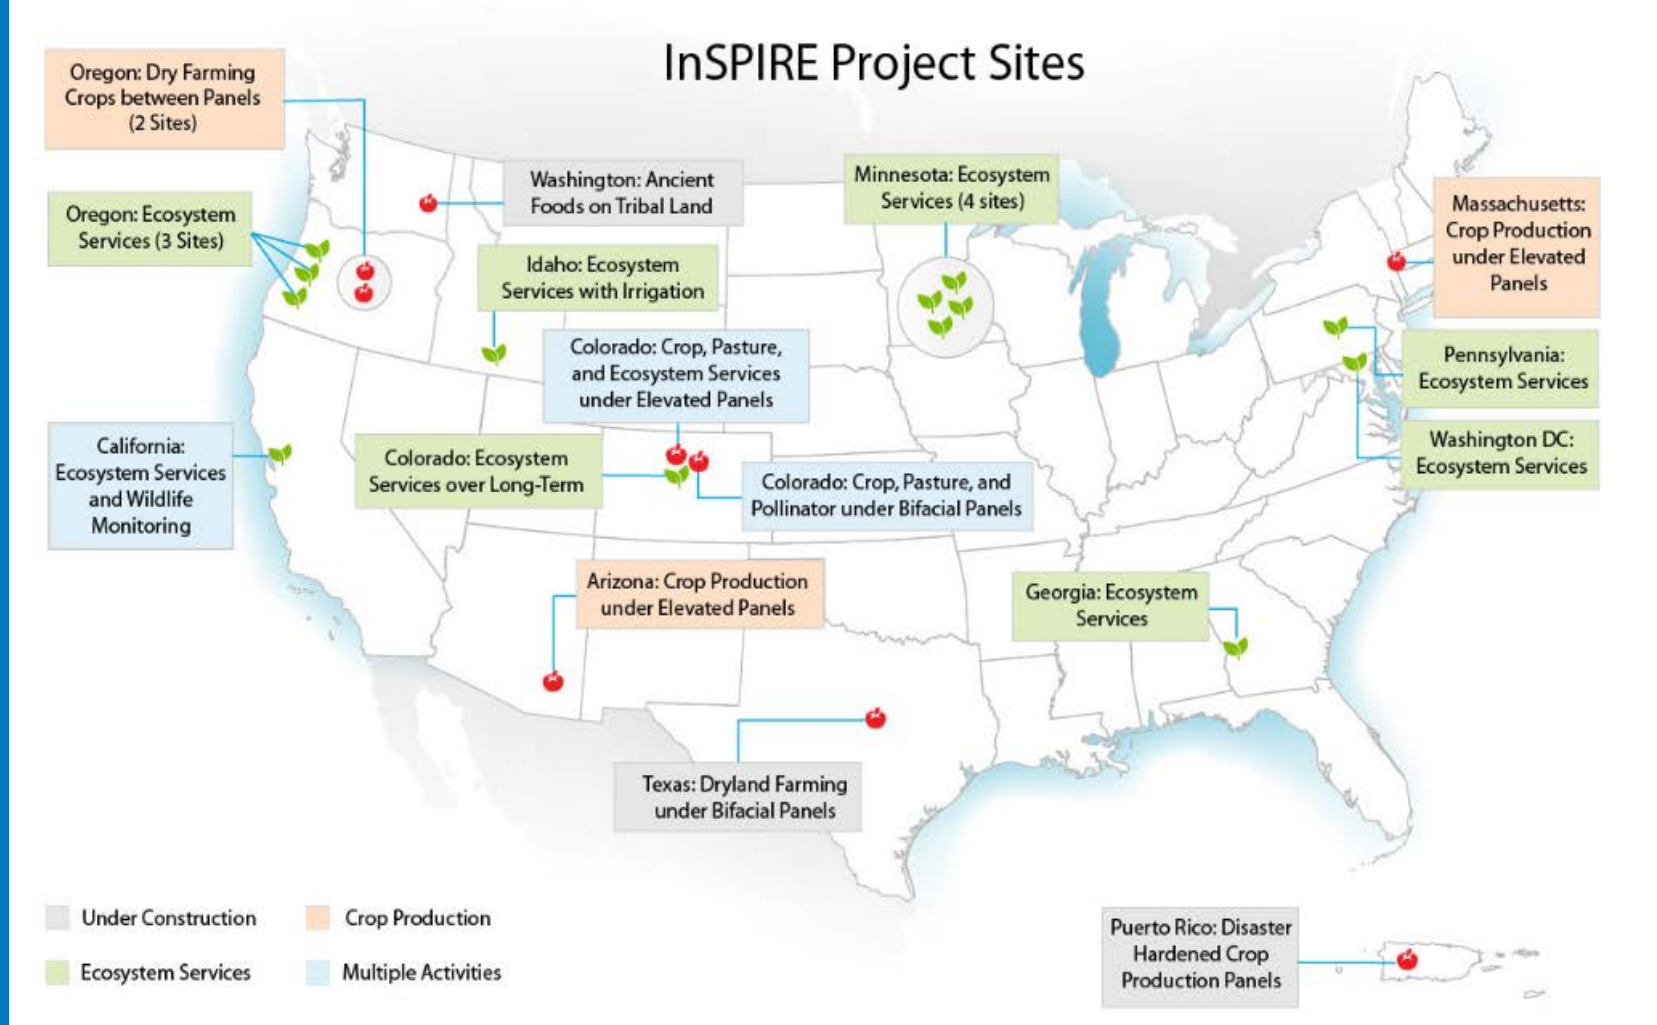 InSPIRE Project Sites
Oregon: Dry Farming
Crops between Panels
(2 Sites)
Washington: Ancient
Foods on Tribal Land
Minnesota: Ecosystem
Services (4 sites)
Massachusetts:
Crop Production
under Elevated
Panels
Oregon: Ecosystem
Services (3 Sites)
Idaho: Ecosystem
Services with Irrigation
Colorado: Crop, Pasture,
and Ecosystem Services
under Elevated Panels
Pennsylvania:
Ecosystem Services
California:
Ecosystem Services
and Wildlife
Monitoring
Colorado: Ecosystem
Services over Long-Term
Colorado: Crop, Pasture, and
Pollinator under Bifacial Panels
Washington DC:
Ecosystem Services
Arizona: Crop Production
under Elevated Panels
Georgia: Ecosystem
Services
Texas: Dryland Farming
under Bifacial Panels
Under Construction
Crop Production
Ecosystem Services
Multiple Activities
Puerto Rico: Disaster
Hardened Crop
Production Panels